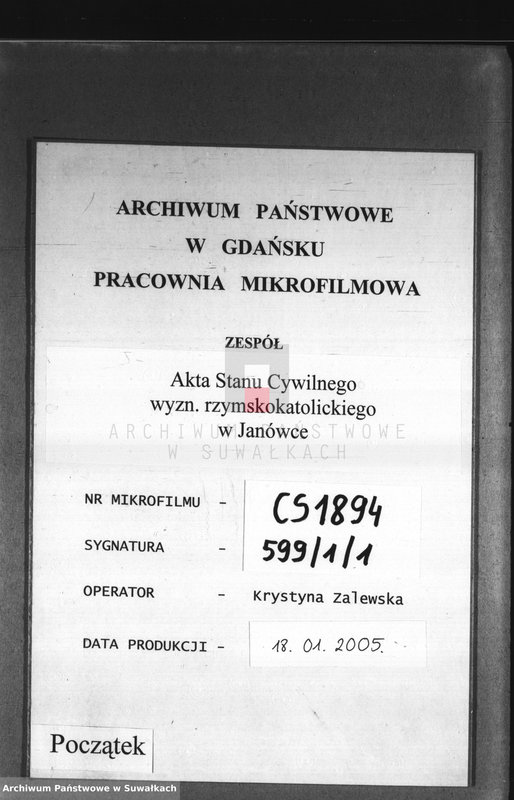 ARCHIWUM PAŃSTWOWE
W GDAŃSKU
PRACOWNIA MIKROFILMOWA
ZESPÓŁ
Akta Stanu Cywilnego
wyzn. rzymskokatolickiego
w Janówce
ARCHIWUM PAŃSTWOWE
W SUWAŁKACH
NR MIKROFILMU – CS1894
SYGNATURA – 599/1/1
OPERATOR – Krystyna Zalewska
DATA PRODUKCJI – 18.01.2005.
Początek
Archiwum Państwowe w Suwałkach